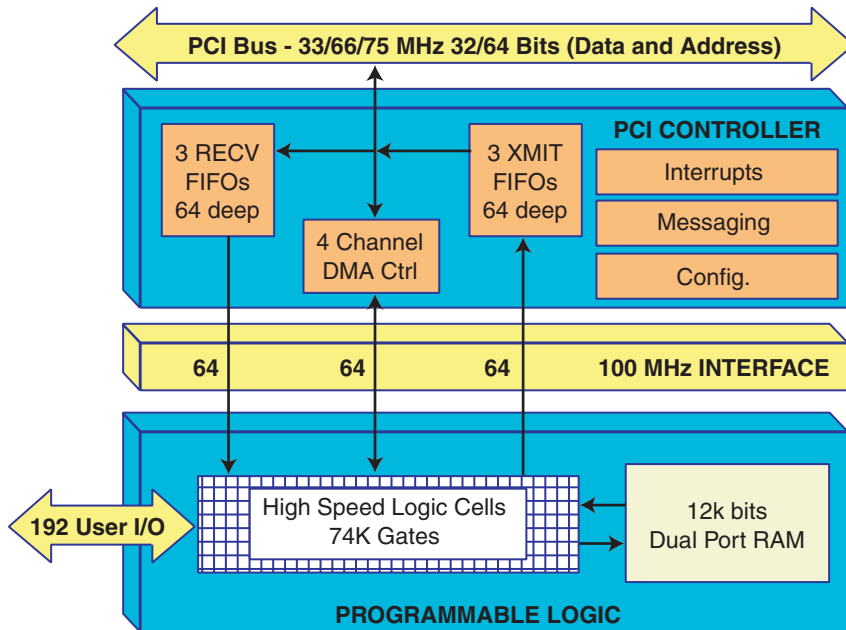 PCI Bus - 33/66/75 MHz 32/64 Bits (Data and Address)
PCI CONTROLLER
3 RECV
FIFOs
64 deep
3 XMIT
FIFOs
64 deep
4 Channel
DMA Ctrl
Interrupts
Messaging
Config.
64
64
64
100 MHz INTERFACE
192 User I/O
High Speed Logic Cells
74K Gates
12k bits
Dual Port RAM
PROGRAMMABLE LOGIC